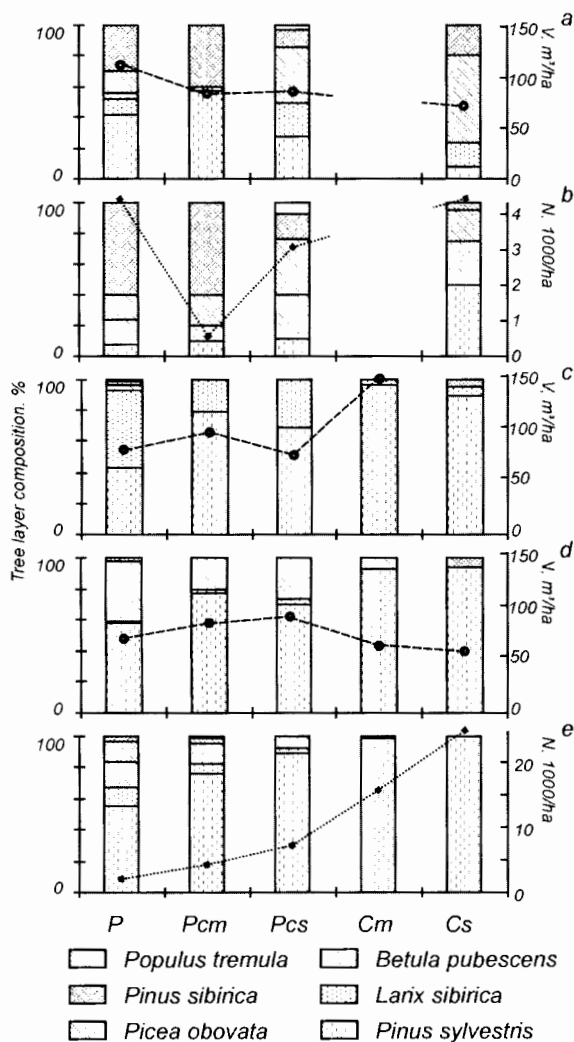 a
100
0
150
100
50
0
V. m³/ha
b
100
0
4
3
2
1
0
N. 1000/ha
Tree layer composition. %
c
100
0
150
100
50
0
V. m³/ha
d
100
0
150
100
50
0
V. m³/ha
e
100
0
20
10
0
N. 1000/ha
P Pcm Pcs Cm Cs
Populus tremula Betula pubescens
Pinus sibirica Larix sibirica
Picea obovata Pinus sylvestris